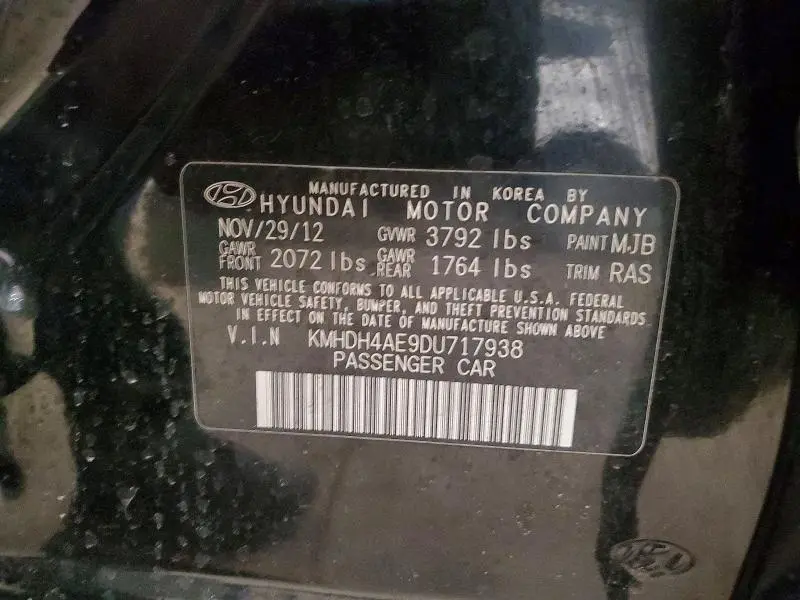 MANUFACTURED IN KOREA BY
HYUNDAI MOTOR COMPANY
NOV/29/12 GVWR 3792 lbs PAINT MJB
GAWR FRONT 2072 lbs GAWR REAR 1764 lbs TRIM RAS
THIS VEHICLE CONFORMS TO ALL APPLICABLE U.S.A. FEDERAL
MOTOR VEHICLE SAFETY, BUMPER, AND THEFT PREVENTION STANDARDS
IN EFFECT ON THE DATE OF MANUFACTURE SHOWN ABOVE
V.I.N KMHDH4AE9DU717938
PASSENGER CAR